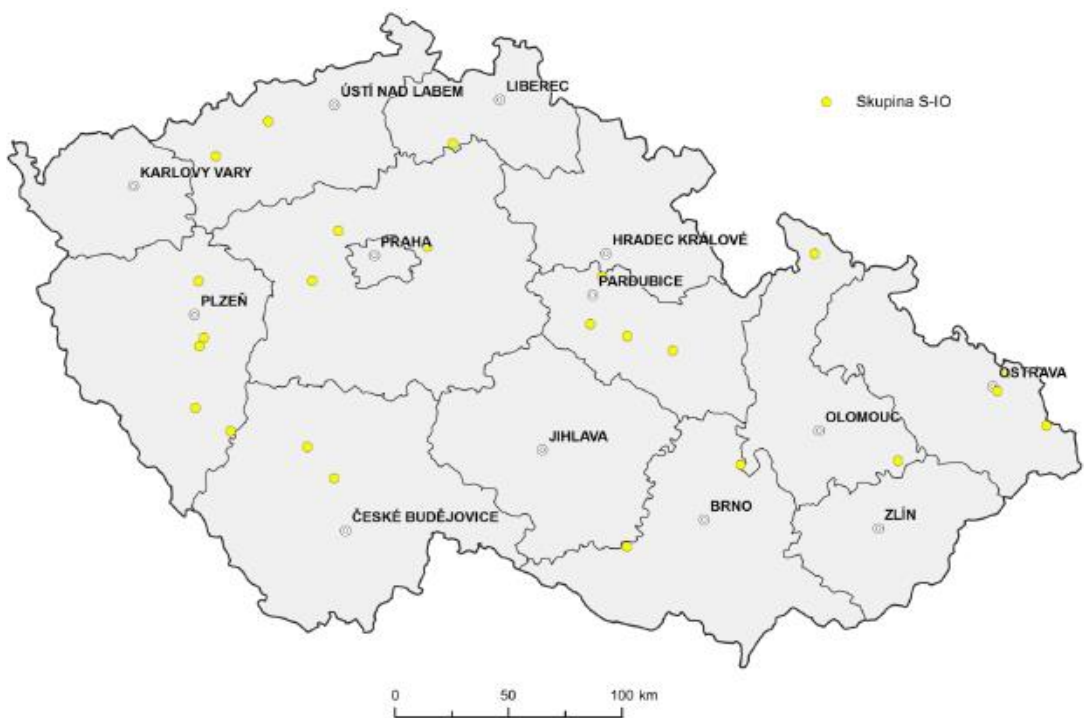 LIBEREC
ÚSTÍ NAD LABEM
Skupina S-IO
KARLOVY VARY
PRAHA
HRADEC KRÁLOVÉ
PARDUBICE
PLZEŇ
OSTRAVA
OLOMOUC
JIHLAVA
BRNO
ZLÍN
ČESKÉ BUDĚJOVICE
0 50 100 km